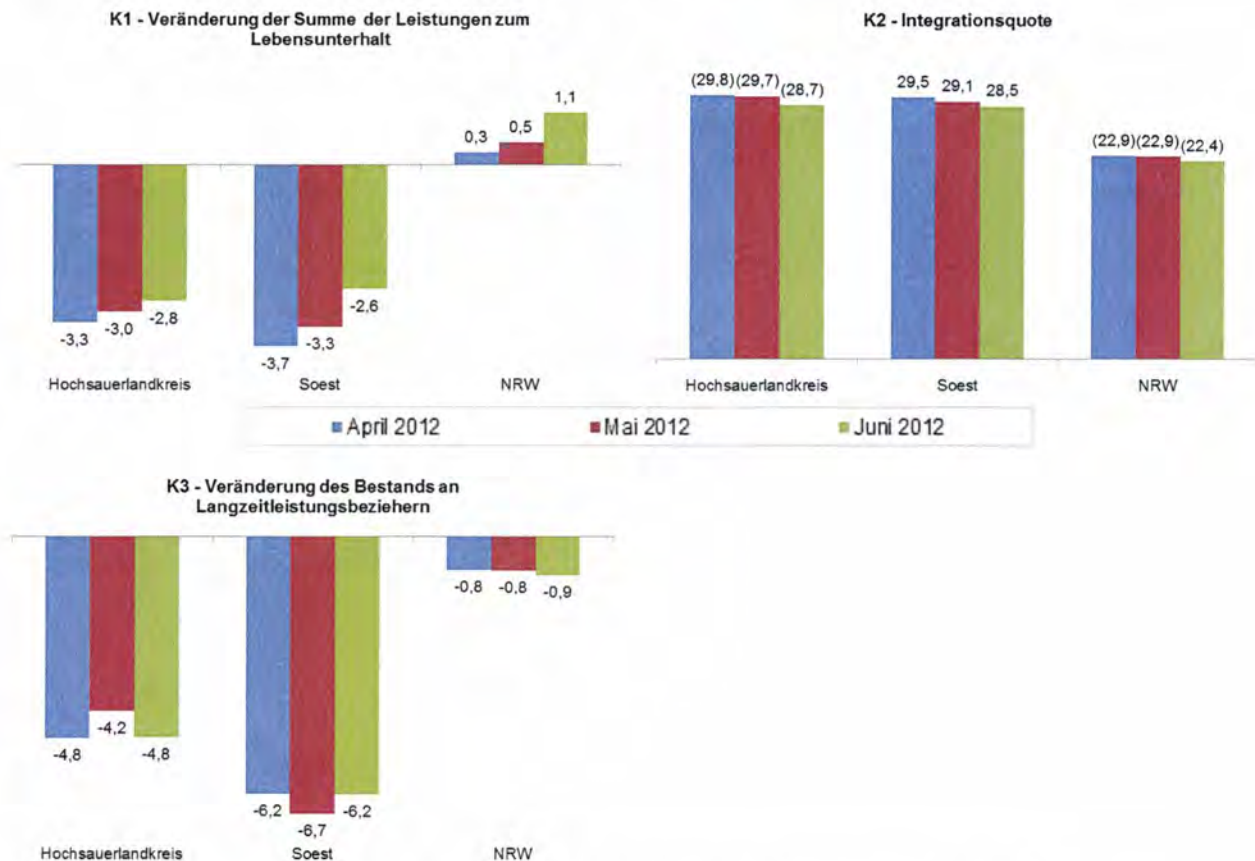 K1 - Veränderung der Summe der Leistungen zum
Lebensunterhalt
0,3
0,5
1,1
-3,3
-3,0
-2,8
-3,7
-3,3
-2,6
Hochsauerlandkreis
Soest
NRW
K2 - Integrationsquote
(29,8)
(29,7)
(28,7)
29,5
29,1
28,5
(22,9)
(22,9)
(22,4)
Hochsauerlandkreis
Soest
NRW
April 2012
Mai 2012
Juni 2012
K3 - Veränderung des Bestands an
Langzeitleistungsbeziehern
-4,8
-4,2
-4,8
-6,2
-6,7
-6,2
-0,8
-0,8
-0,9
Hochsauerlandkreis
Soest
NRW